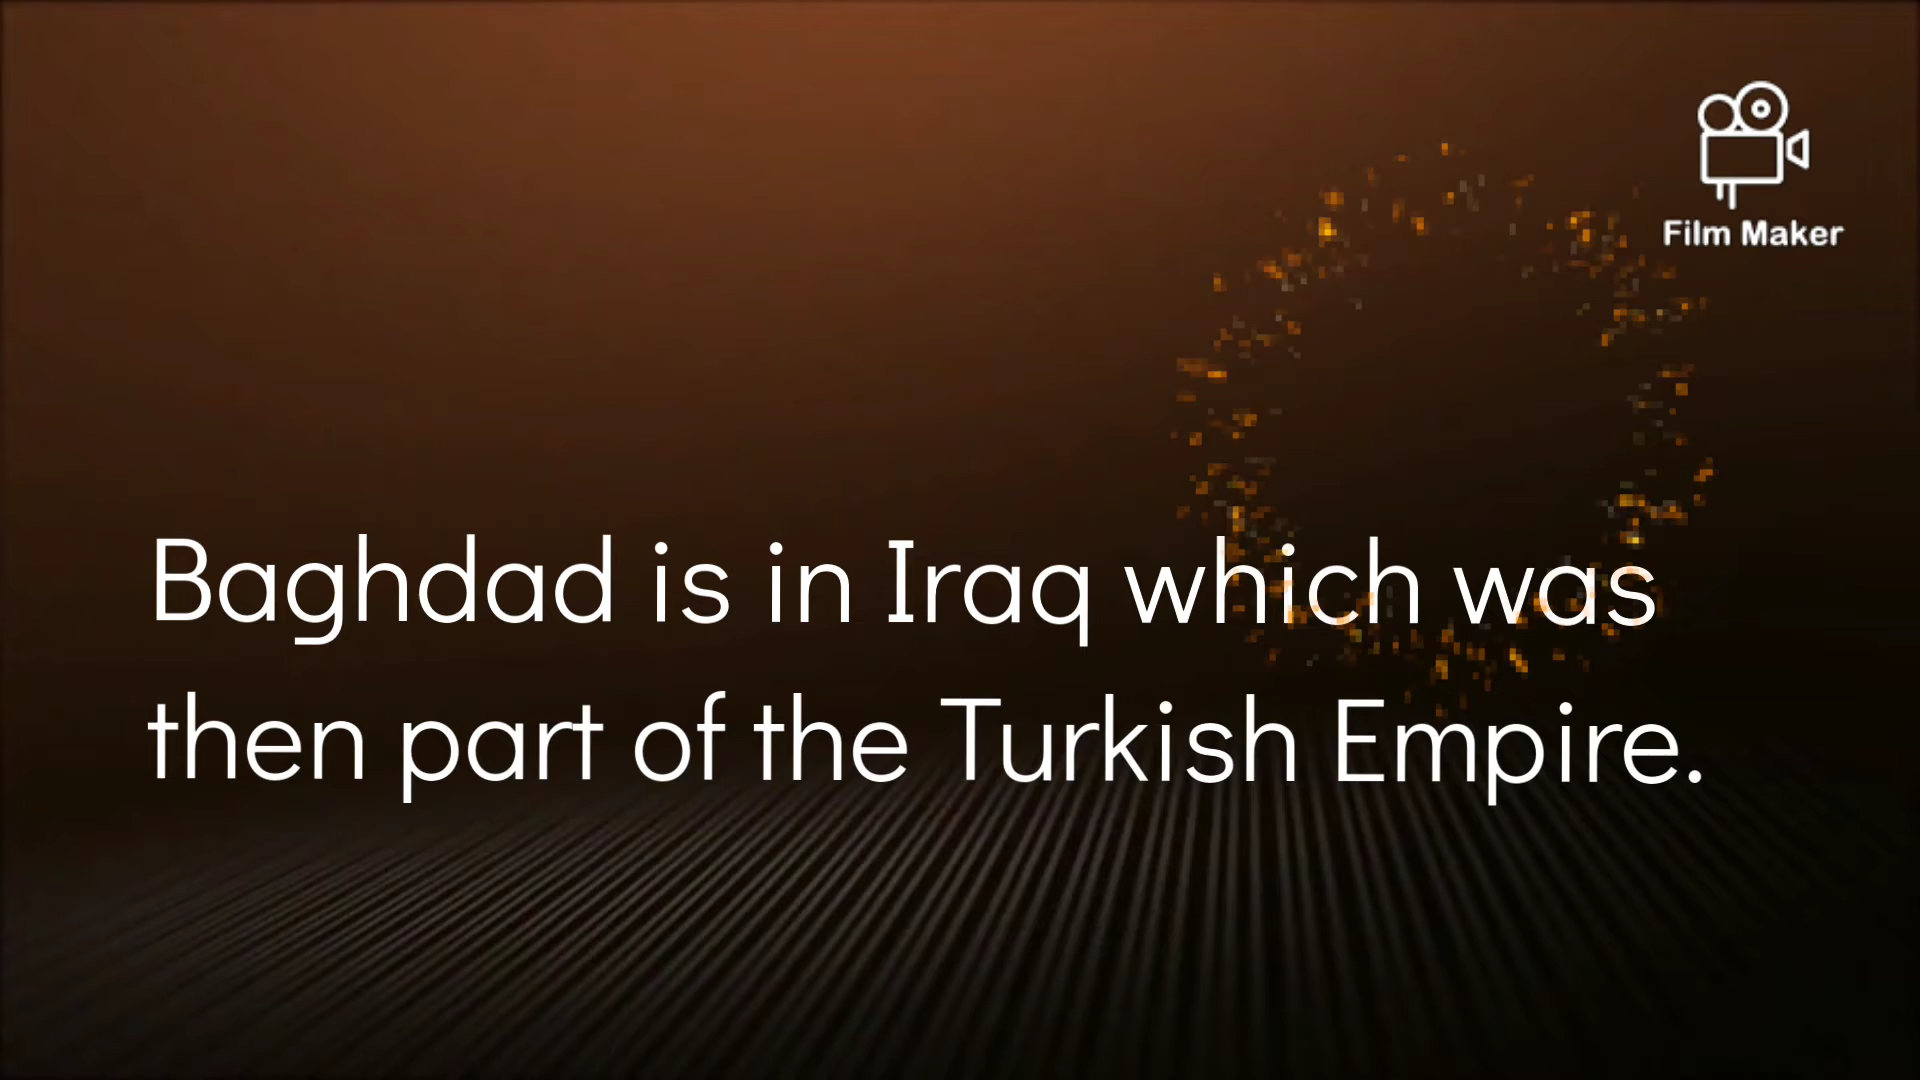 Film Maker
Baghdad is in Iraq which was
then part of the Turkish Empire.